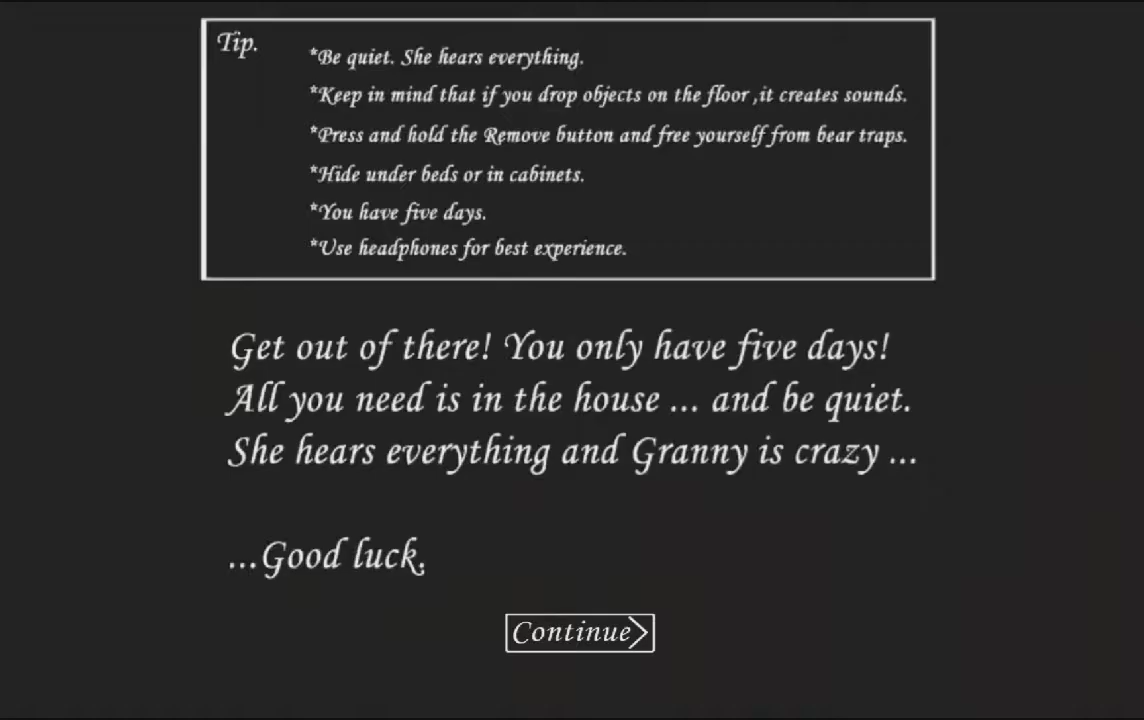 Tip.
*Be quiet. She hears everything.
*Keep in mind that if you drop objects on the floor ,it creates sounds.
*Press and hold the Remove button and free yourself from bear traps.
*Hide under beds or in cabinets.
*You have five days.
*Use headphones for best experience.
Get out of there! You only have five days!
All you need is in the house ... and be quiet.
She hears everything and Granny is crazy ...
...Good luck.
Continue>